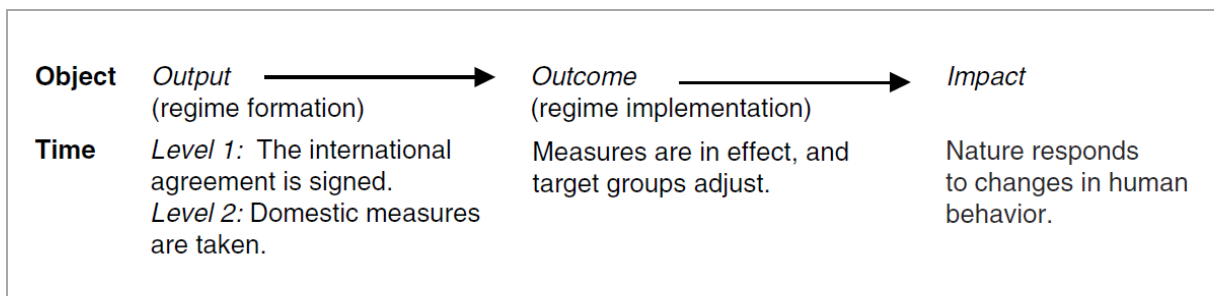 Object Output Outcome Impact
(regime formation) (regime implementation)
Time Level 1: The international Measures are in effect, and Nature responds
agreement is signed. target groups adjust. to changes in human
Level 2: Domestic measures behavior.
are taken.